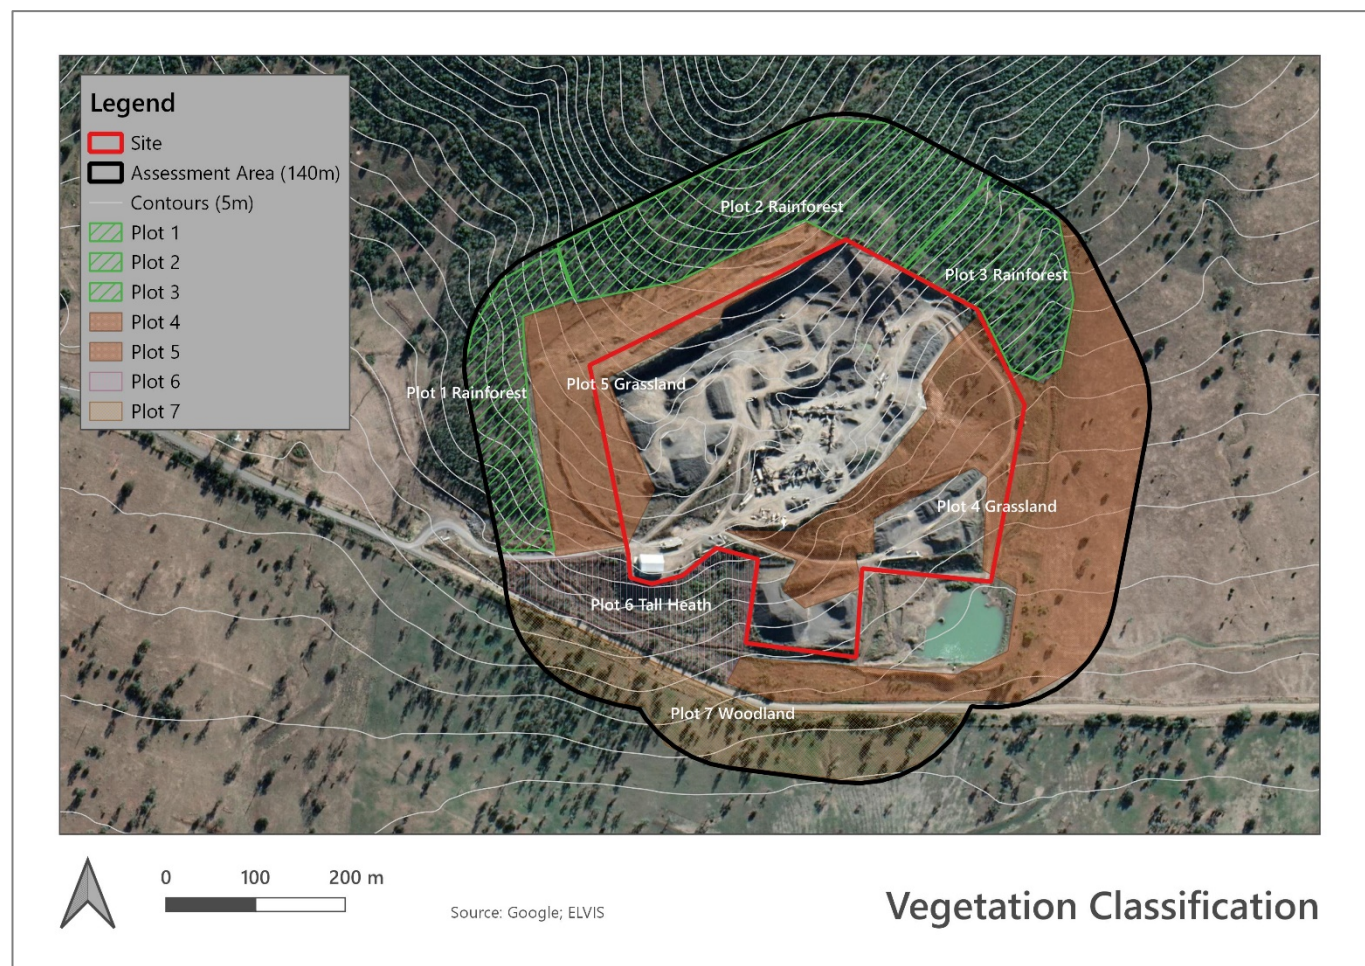 Legend
Site
Assessment Area (140m)
Contours (5m)
Plot 1
Plot 2
Plot 3
Plot 4
Plot 5
Plot 6
Plot 7
Plot 2 Rainforest
Plot 3 Rainforest
Plot 5 Grassland
Plot 1 Rainforest
Plot 4 Grassland
Plot 6 Tall Heath
Plot 7 Woodland
0 100 200 m
Source: Google; ELVIS
Vegetation Classification